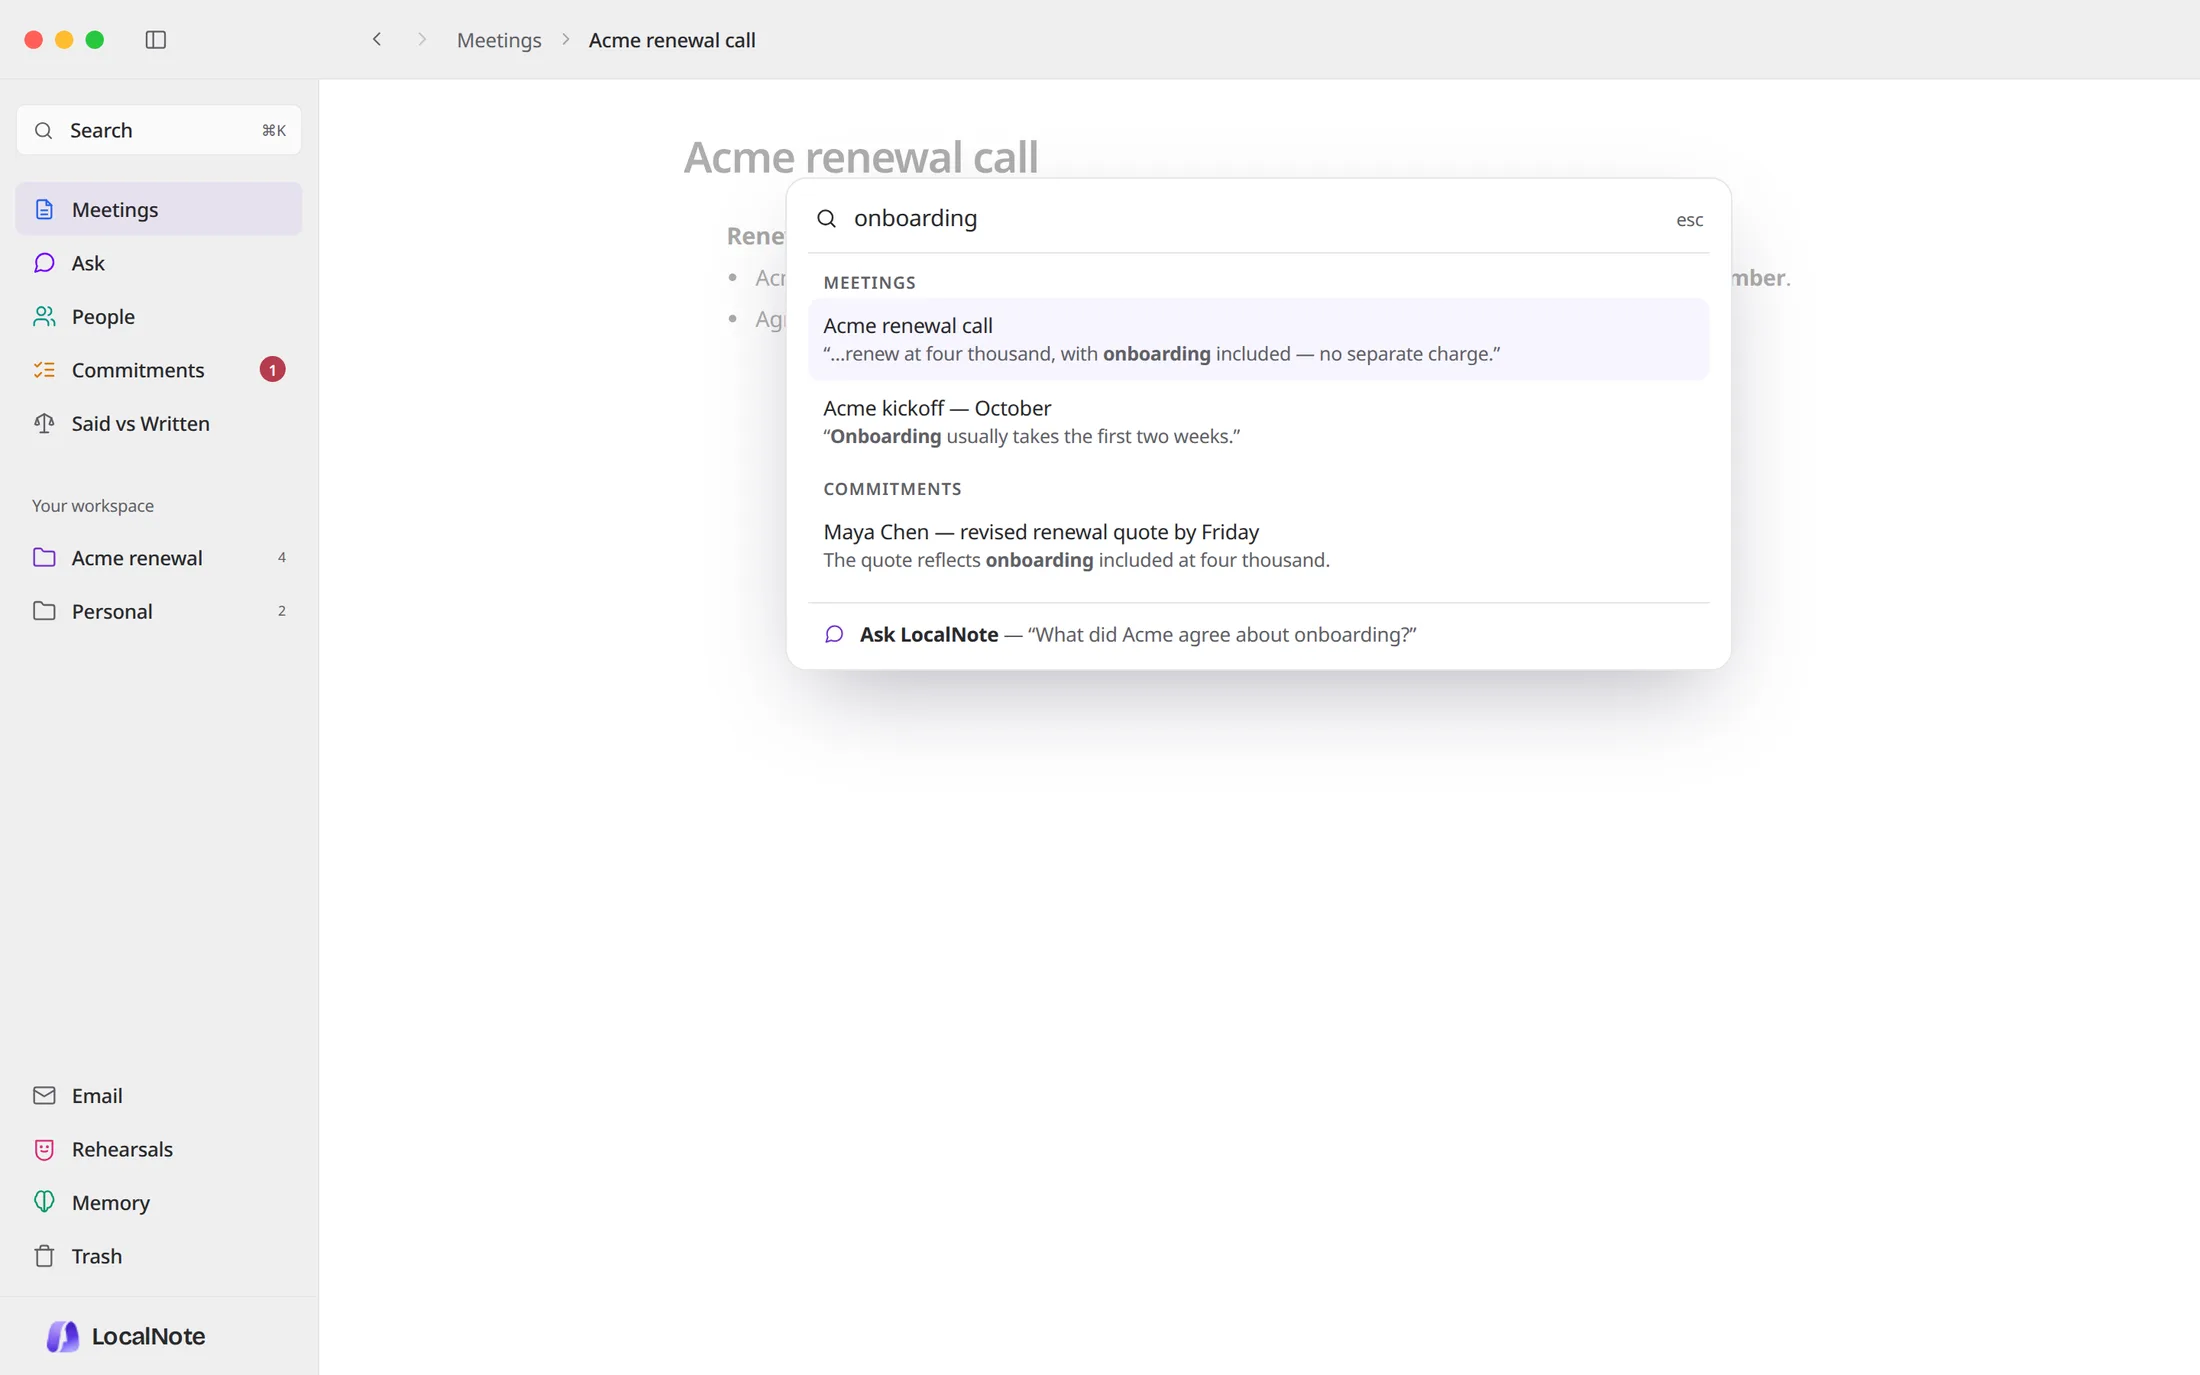 Meetings > Acme renewal call
Search ⌘K
Meetings
Ask
People
Commitments 1
Said vs Written
Your workspace
Acme renewal 4
Personal 2
Email
Rehearsals
Memory
Trash
LocalNote
Acme renewal call
mber.
onboarding esc
MEETINGS
Acme renewal call
“…renew at four thousand, with onboarding included — no separate charge.”
Acme kickoff — October
“Onboarding usually takes the first two weeks.”
COMMITMENTS
Maya Chen — revised renewal quote by Friday
The quote reflects onboarding included at four thousand.
Ask LocalNote — “What did Acme agree about onboarding?”